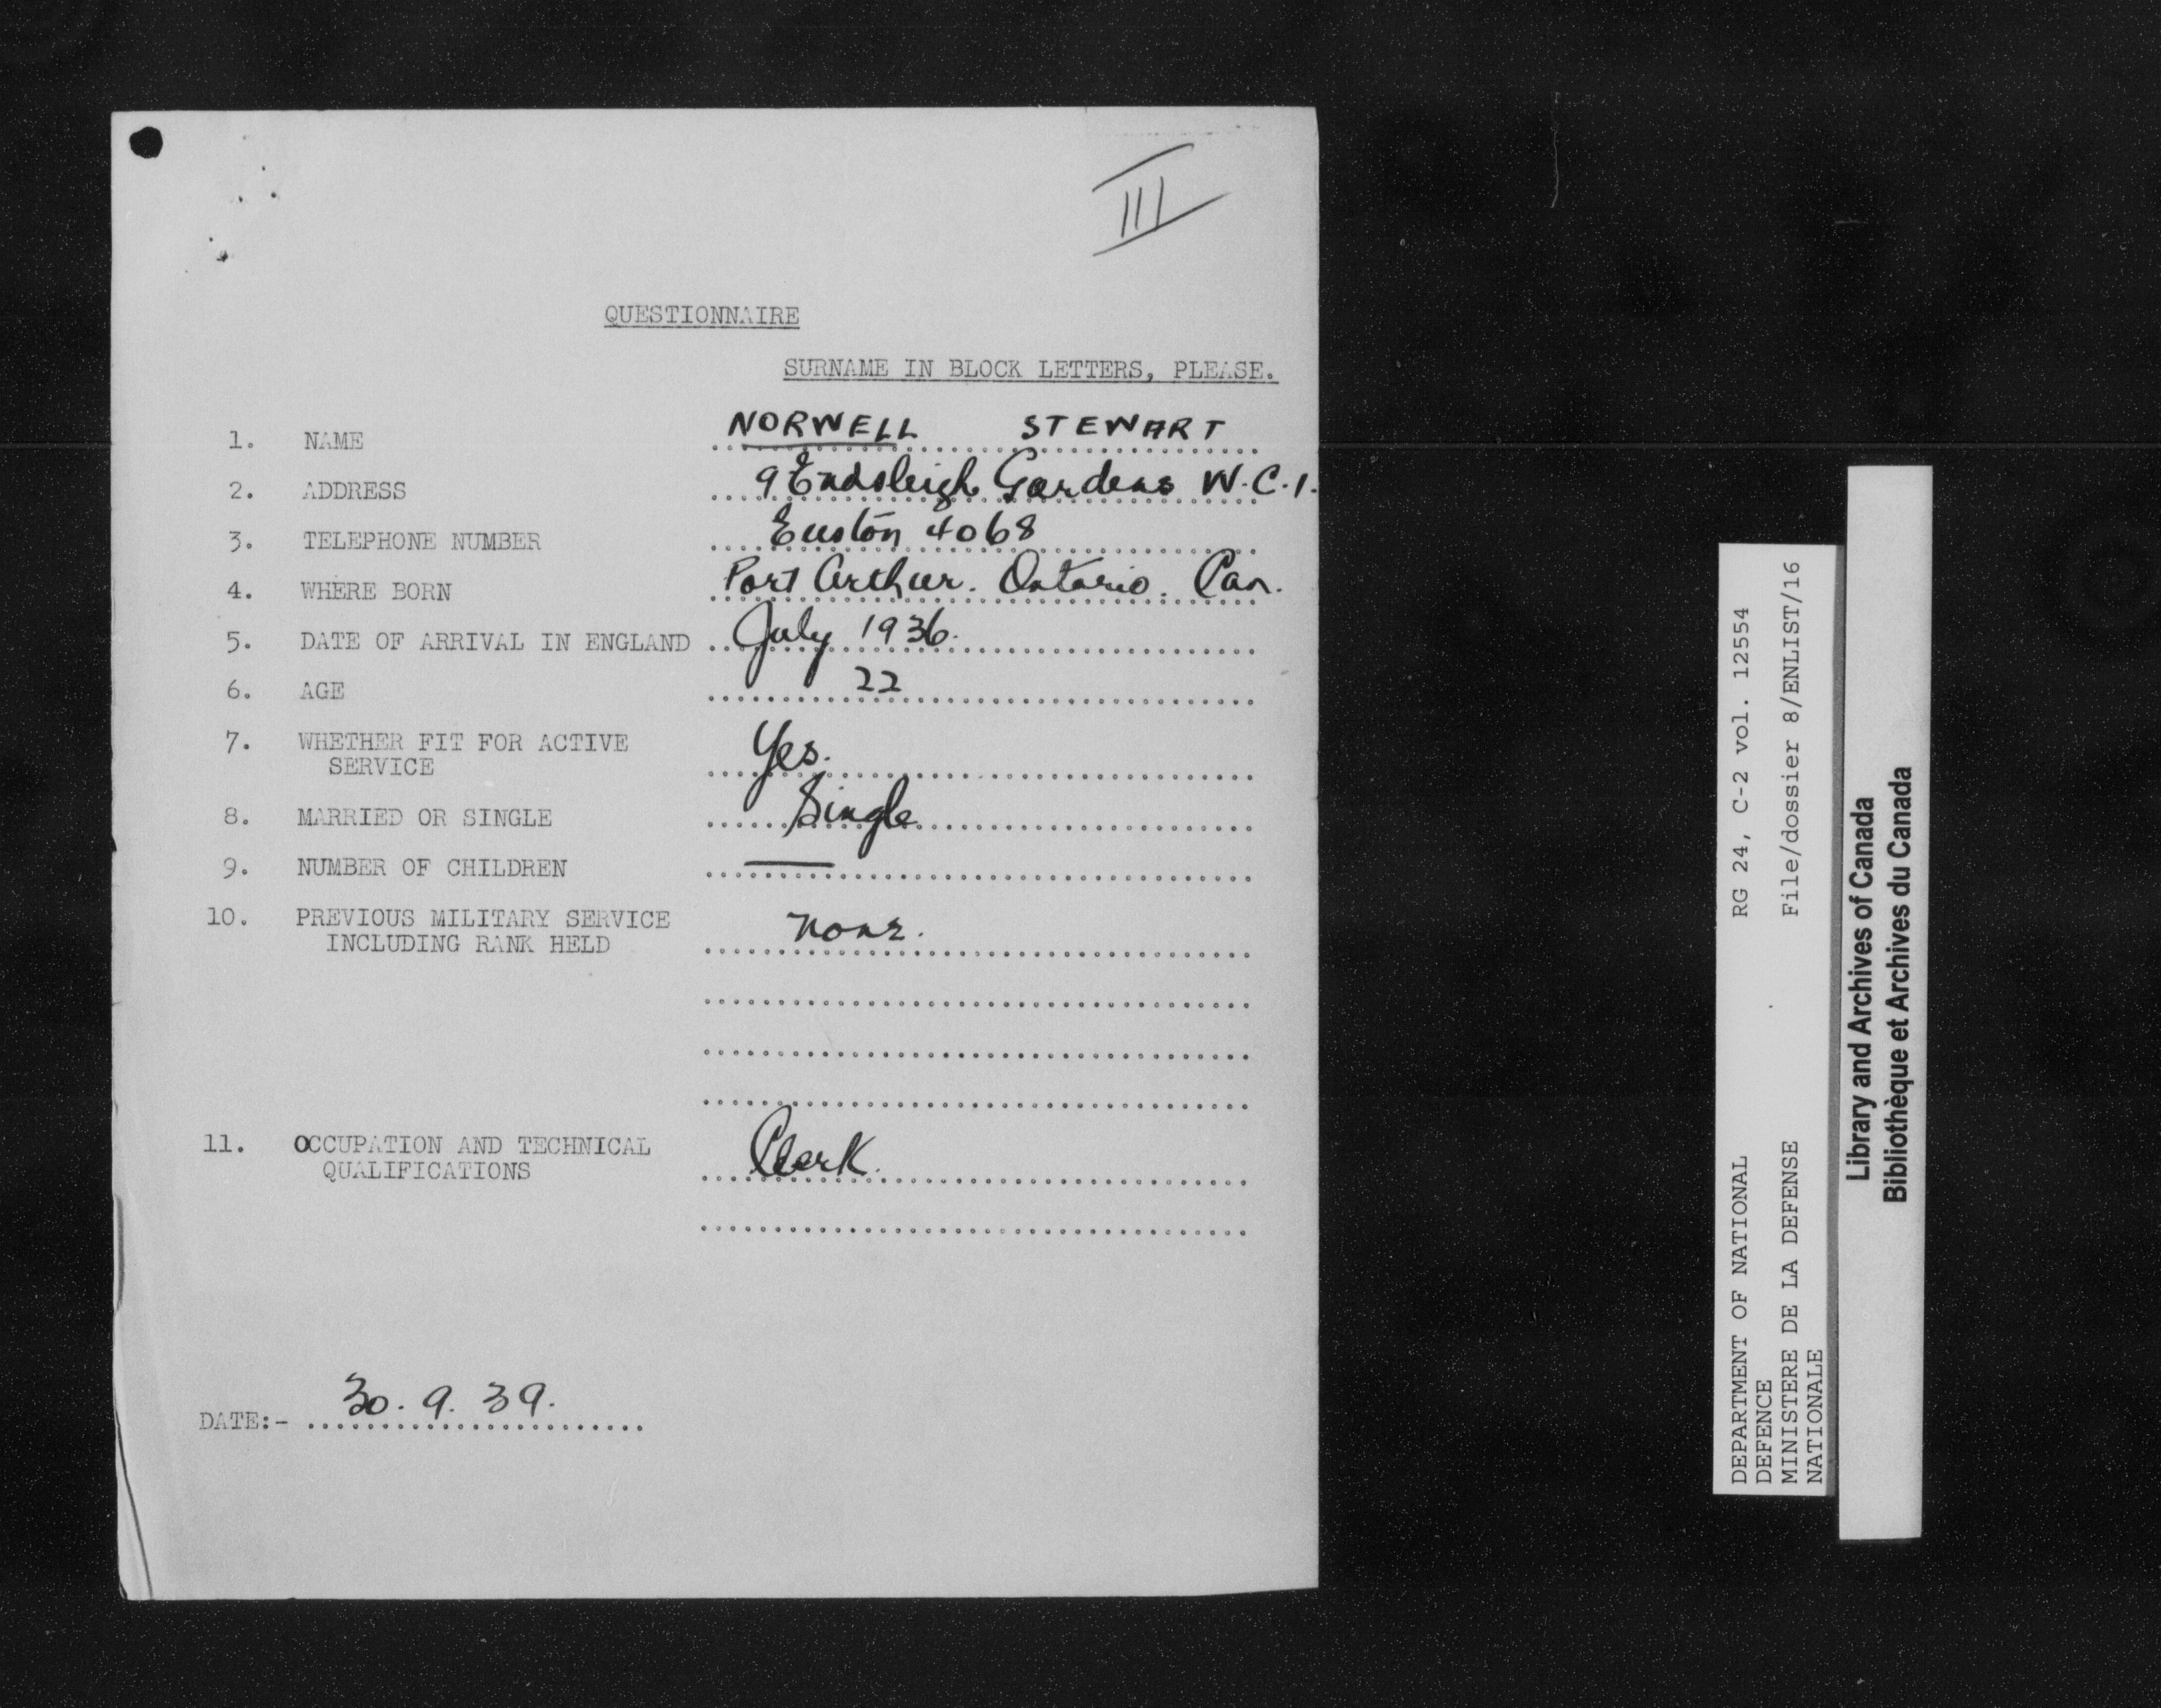 III
QUESTIONNAIRE
SURNAME IN BLOCK LETTERS, PLEASE.
1. NAME NORWELL STEWART
2. ADDRESS 9 Endsleigh Gardens W.C.1.
3. TELEPHONE NUMBER Euston 4068
4. WHERE BORN Port Arthur. Ontario. Can.
5. DATE OF ARRIVAL IN ENGLAND July 1936.
6. AGE 22
7. WHETHER FIT FOR ACTIVE
SERVICE Yes.
8. MARRIED OR SINGLE Single
9. NUMBER OF CHILDREN —
10. PREVIOUS MILITARY SERVICE
INCLUDING RANK HELD None.
11. OCCUPATION AND TECHNICAL
QUALIFICATIONS Clerk.
DATE:- 30. 9. 39.
DEPARTMENT OF NATIONAL RG 24, C-2 vol. 12554
DEFENCE
MINISTERE DE LA DEFENSE File/dossier 8/ENLIST/16
NATIONALE
Library and Archives of Canada
Bibliothèque et Archives du Canada